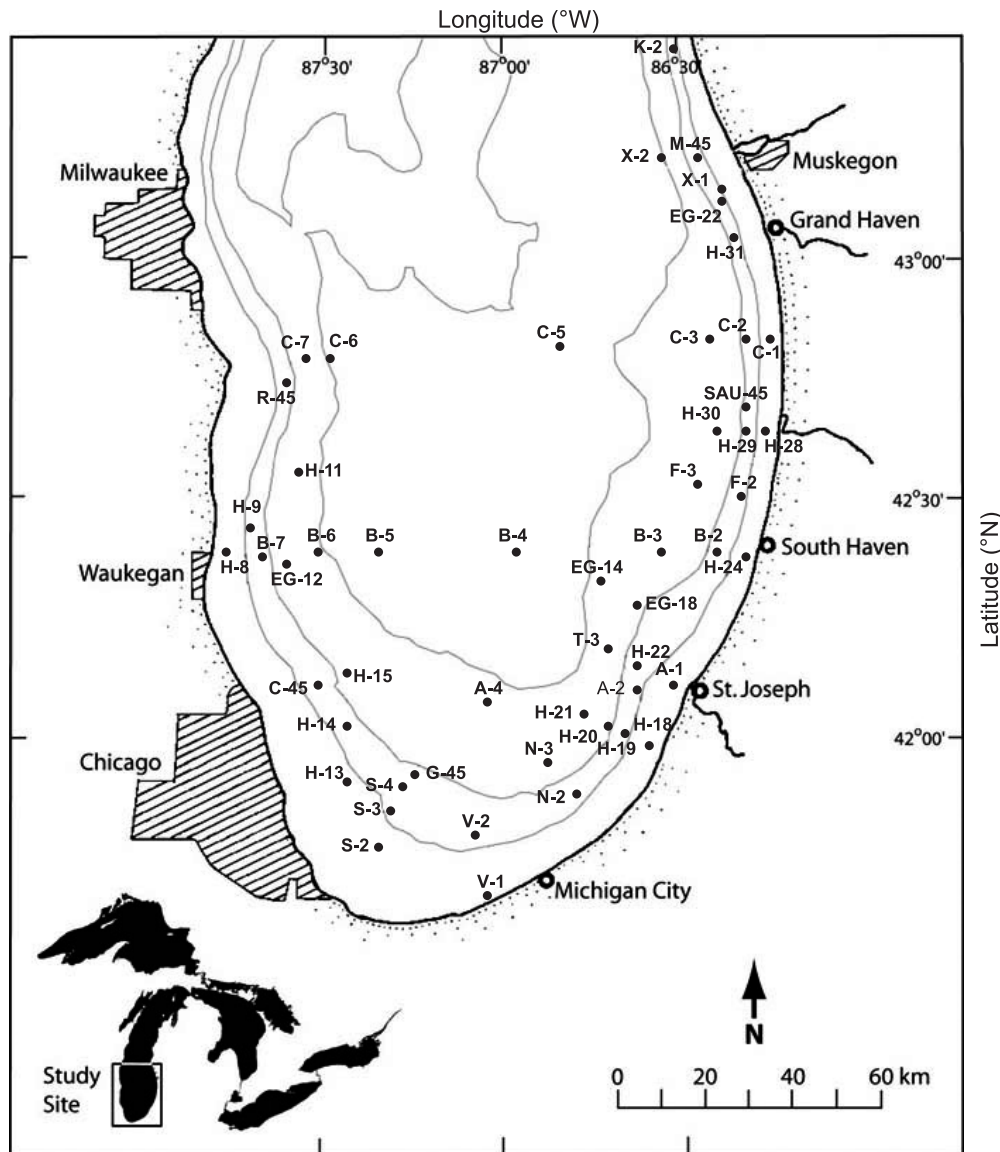 Longitude (°W)
K-2
87°30'
87°00'
86°30'
M-45
X-2
Muskegon
Milwaukee
X-1
EG-22
Grand Haven
H-31
43°00'
C-7
C-6
C-5
C-3
C-2
C-1
R-45
SAU-45
H-30
H-29
H-28
H-11
F-3
F-2
42°30'
H-9
B-7
B-6
B-5
B-4
B-3
B-2
South Haven
Waukegan
H-8
EG-12
EG-14
H-24
EG-18
Latitude (°N)
T-3
H-22
H-15
A-1
C-45
A-4
A-2
St. Joseph
H-14
H-21
H-20
H-18
H-19
42°00'
Chicago
N-3
H-13
S-4
G-45
S-3
N-2
V-2
S-2
V-1
Michigan City
N
Study
Site
0 20 40 60 km